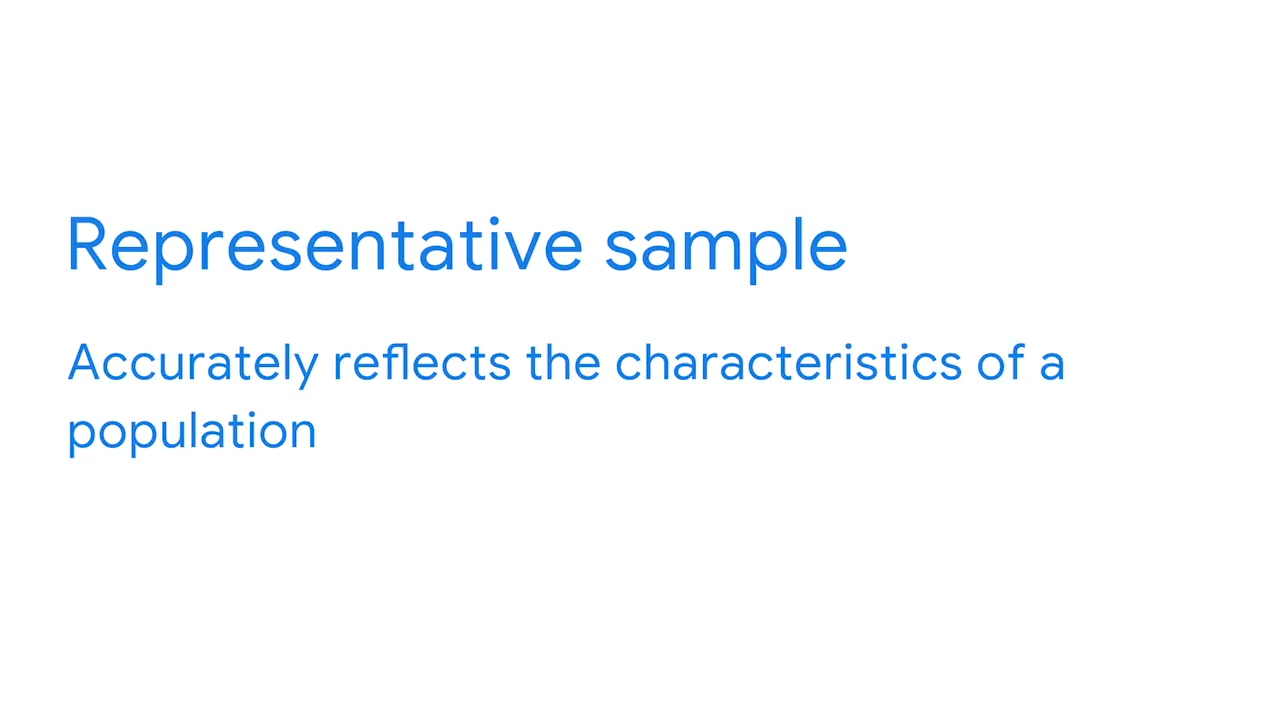 Representative sample
Accurately reflects the characteristics of a
population